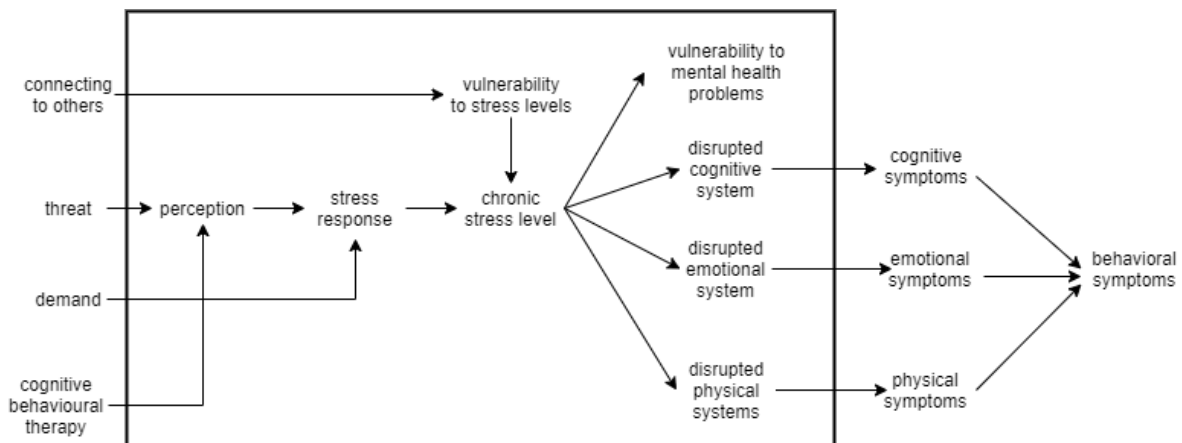 connecting
to others
threat
demand
cognitive
behavioural
therapy
perception
stress
response
vulnerability
to stress levels
chronic
stress level
vulnerability to
mental health
problems
disrupted
cognitive
system
disrupted
emotional
system
disrupted
physical
systems
cognitive
symptoms
emotional
symptoms
physical
symptoms
behavioral
symptoms